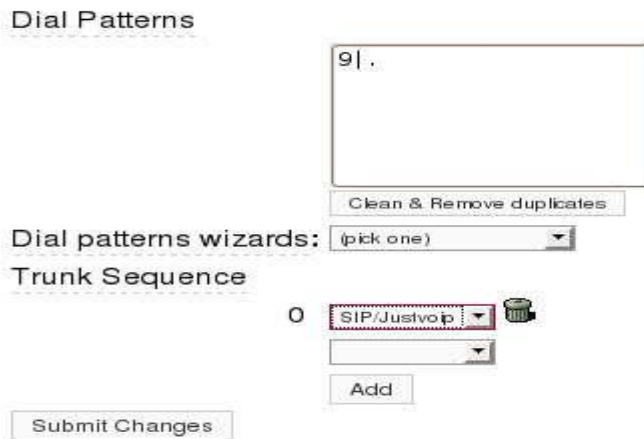 Dial Patterns
9|.
Clean & Remove duplicates
Dial patterns wizards: (pick one)
Trunk Sequence
0 SIP/Justvoip
Add
Submit Changes